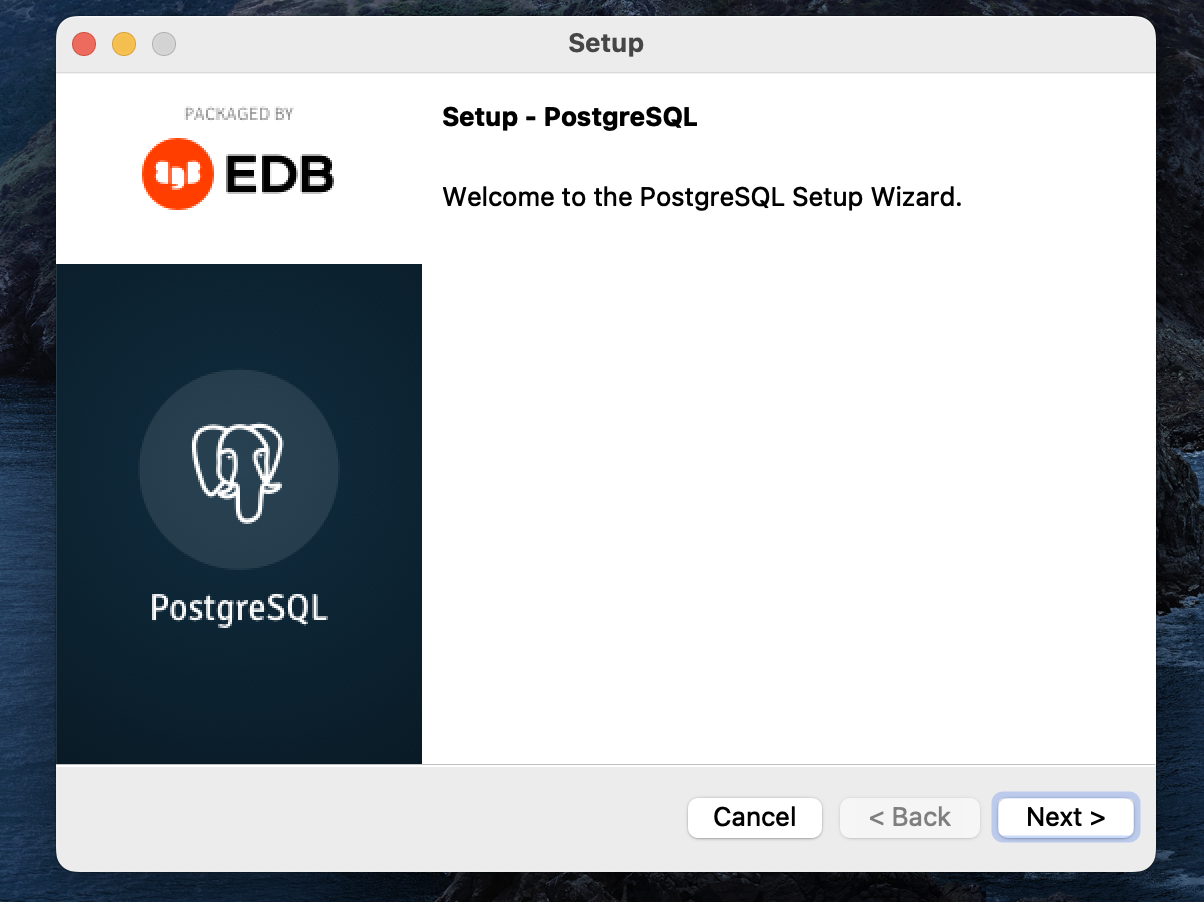 Setup
PACKAGED BY
EDB
Setup - PostgreSQL
Welcome to the PostgreSQL Setup Wizard.
PostgreSQL
Cancel
< Back
Next >